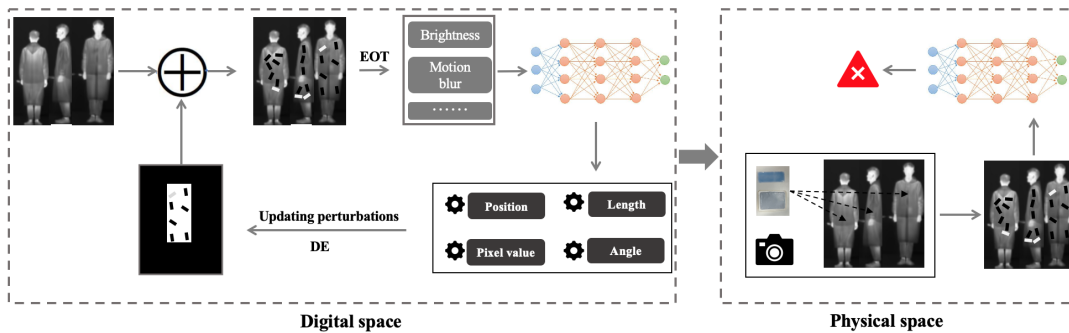 EOT
Brightness
Motion
blur
······
Updating perturbations
DE
Position
Length
Pixel value
Angle
Digital space
Physical space